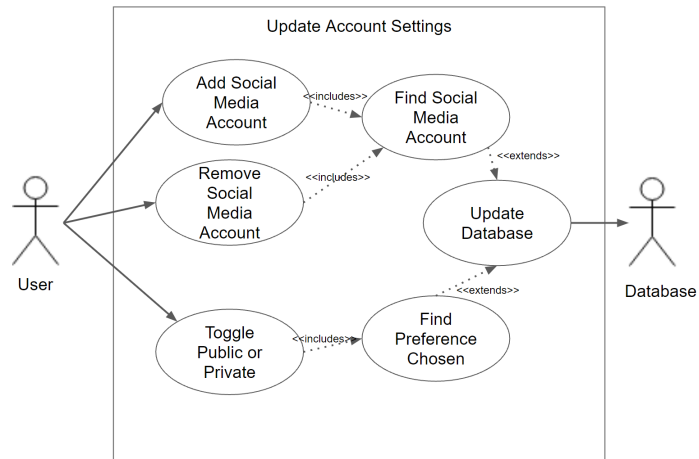 Update Account Settings
Add Social
Media
Account
<<includes>>
Find Social
Media
Account
Remove
Social
Media
Account
<<includes>>
<<extends>>
User
Update
Database
Database
Toggle
Public or
Private
<<includes>>
Find
Preference
Chosen
<<extends>>